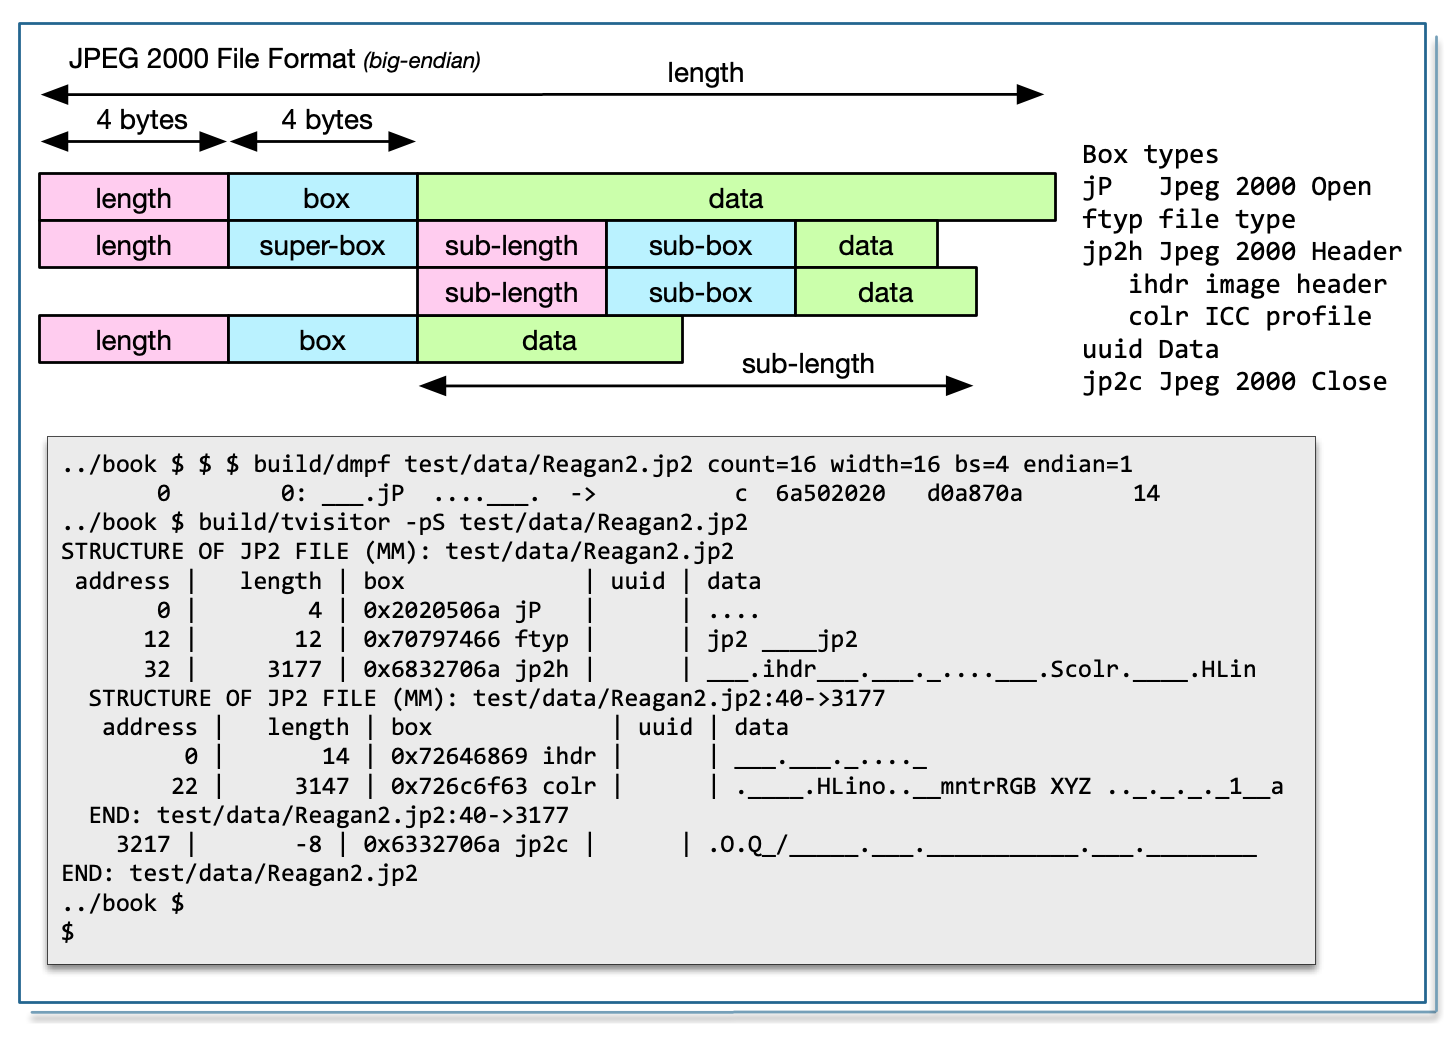 JPEG 2000 File Format (big-endian)
length
4 bytes 4 bytes
length box data
length super-box sub-length sub-box data
sub-length sub-box data
length box data
sub-length
Box types
jP   Jpeg 2000 Open
ftyp file type
jp2h Jpeg 2000 Header
   ihdr image header
   colr ICC profile
uuid Data
jp2c Jpeg 2000 Close
../book $ $ $ build/dmpf test/data/Reagan2.jp2 count=16 width=16 bs=4 endian=1
       0        0: ___.jP  ....___.  ->          c  6a502020   d0a870a        14
../book $ build/tvisitor -pS test/data/Reagan2.jp2
STRUCTURE OF JP2 FILE (MM): test/data/Reagan2.jp2
 address |   length | box             | uuid | data
       0 |        4 | 0x2020506a jP   |      | ....
      12 |       12 | 0x70797466 ftyp |      | jp2 ____jp2
      32 |     3177 | 0x6832706a jp2h |      | ___.ihdr___.___._....___.Scolr.____.HLin
  STRUCTURE OF JP2 FILE (MM): test/data/Reagan2.jp2:40->3177
   address |   length | box             | uuid | data
         0 |       14 | 0x72646869 ihdr |      | ___.___._...._
        22 |     3147 | 0x726c6f63 colr |      | .____.HLino..__mntrRGB XYZ .._._._._1__a
  END: test/data/Reagan2.jp2:40->3177
    3217 |       -8 | 0x6332706a jp2c |      | .O.Q_/_____.___.___________.___.________
END: test/data/Reagan2.jp2
../book $
$